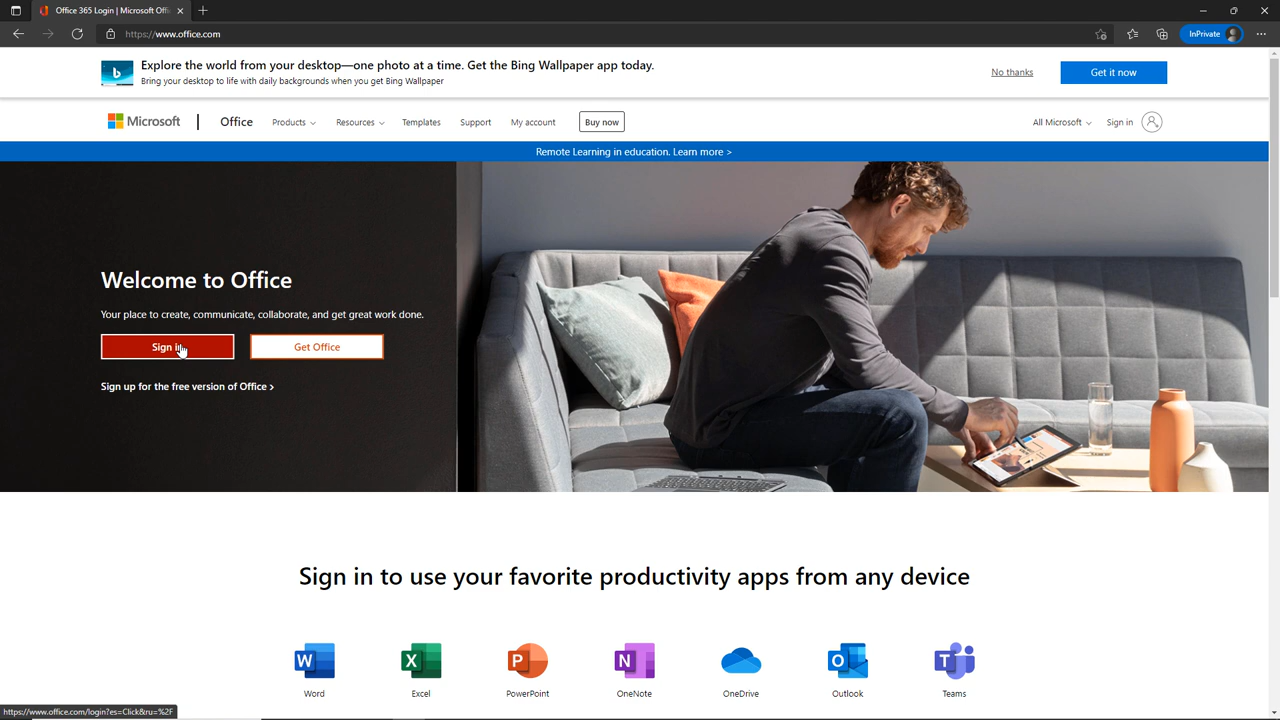 Office 365 Login | Microsoft Offi
https://www.office.com
InPrivate
Explore the world from your desktop—one photo at a time. Get the Bing Wallpaper app today.
Bring your desktop to life with daily backgrounds when you get Bing Wallpaper
No thanks
Get it now
Microsoft
Office
Products
Resources
Templates
Support
My account
Buy now
All Microsoft
Sign in
Remote Learning in education. Learn more >
Welcome to Office
Your place to create, communicate, collaborate, and get great work done.
Sign in
Get Office
Sign up for the free version of Office >
Sign in to use your favorite productivity apps from any device
Word
Excel
PowerPoint
OneNote
OneDrive
Outlook
Teams
https://www.office.com/login?es=Click&ru=%2F